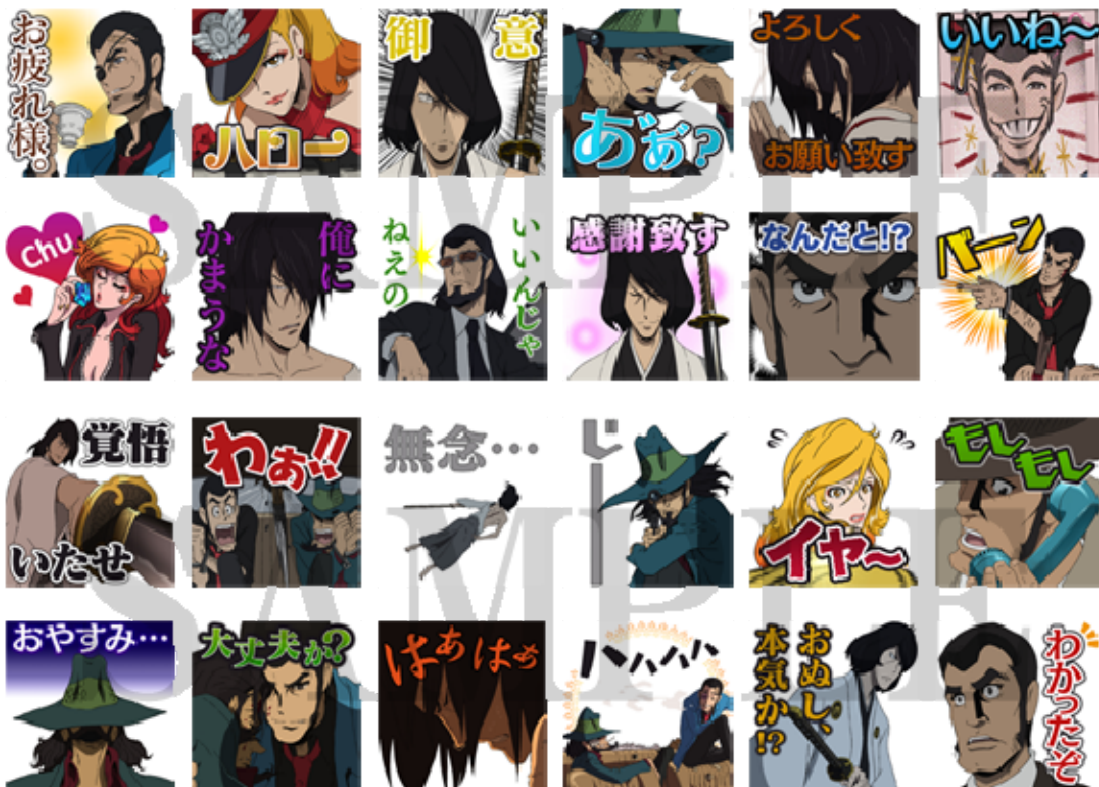 お疲れ様。
ハロー
御意
あ゛あ゛？
よろしく
お願い致す
いいね〜
chu
俺に
かまうな
いいんじゃ
ねえの
感謝致す
なんだと!?
バーン
覚悟
いたせ
わぁ!!
無念…
じー
イヤ〜
もし
もし
おやすみ…
大丈夫か?
はぁはぁ
ハハハハ
おぬし、
本気か!?
わかったぞ
SAMPLE
SAMPLE